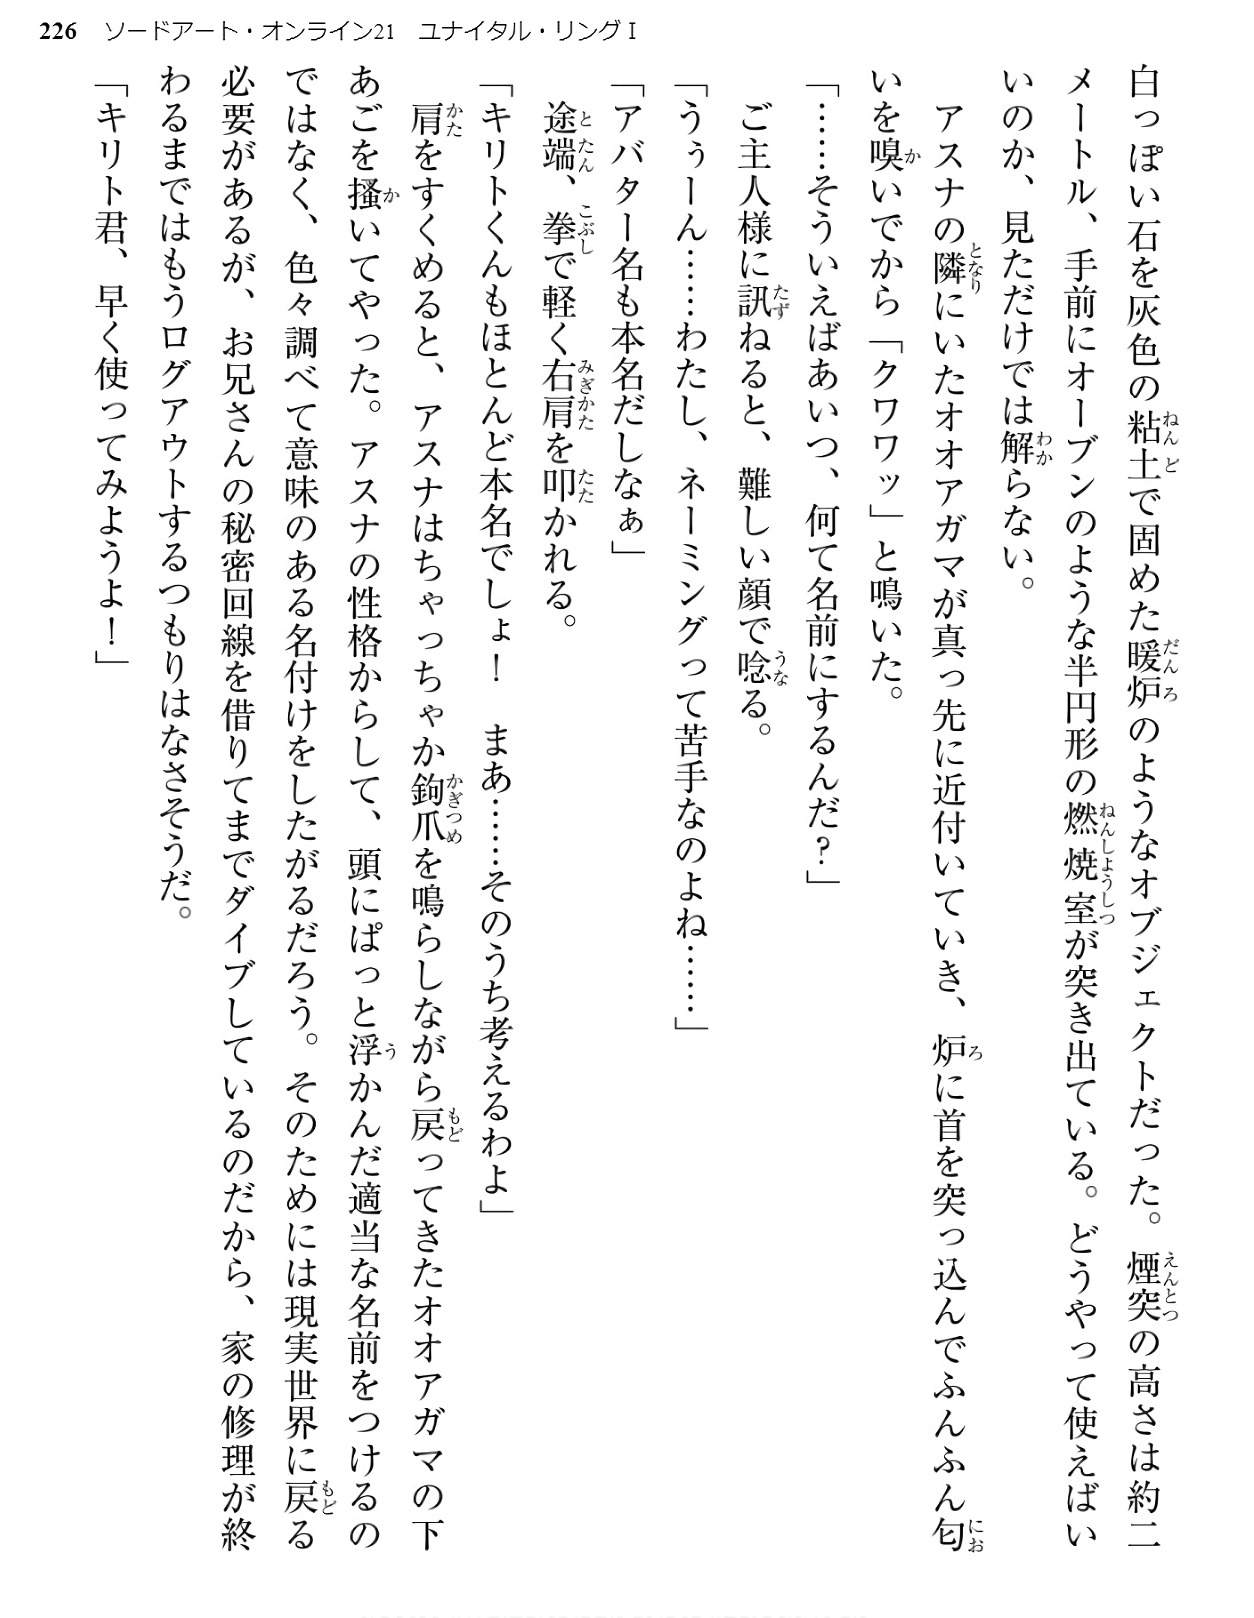 226 ソードアート・オンライン21 ユナイタル・リングⅠ
白っぽい石を灰色の粘土で固めた暖炉のようなオブジェクトだった。煙突の高さは約二
メートル、手前にオーブンのような半円形の燃焼室が突き出ている。どうやって使えばい
いのか、見ただけでは解らない。
　アスナの隣にいたオオアガマが真っ先に近付いていき、炉に首を突っ込んでふんふん匂
いを嗅いでから「クワワッ」と鳴いた。
「……そういえばあいつ、何て名前にするんだ？」
　ご主人様に訊ねると、難しい顔で唸る。
「うぅーん……わたし、ネーミングって苦手なのよね……」
「アバター名も本名だしなぁ」
　途端、拳で軽く右肩を叩かれる。
「キリトくんもほとんど本名でしょ！　まあ……そのうち考えるわよ」
　肩をすくめると、アスナはちゃっちゃか鉤爪を鳴らしながら戻ってきたオオアガマの下
あごを掻いてやった。アスナの性格からして、頭にぱっと浮かんだ適当な名前をつけるの
ではなく、色々調べて意味のある名付けをしたがるだろう。そのためには現実世界に戻る
必要があるが、お兄さんの秘密回線を借りてまでダイブしているのだから、家の修理が終
わるまではもうログアウトするつもりはなさそうだ。
「キリト君、早く使ってみようよ！」